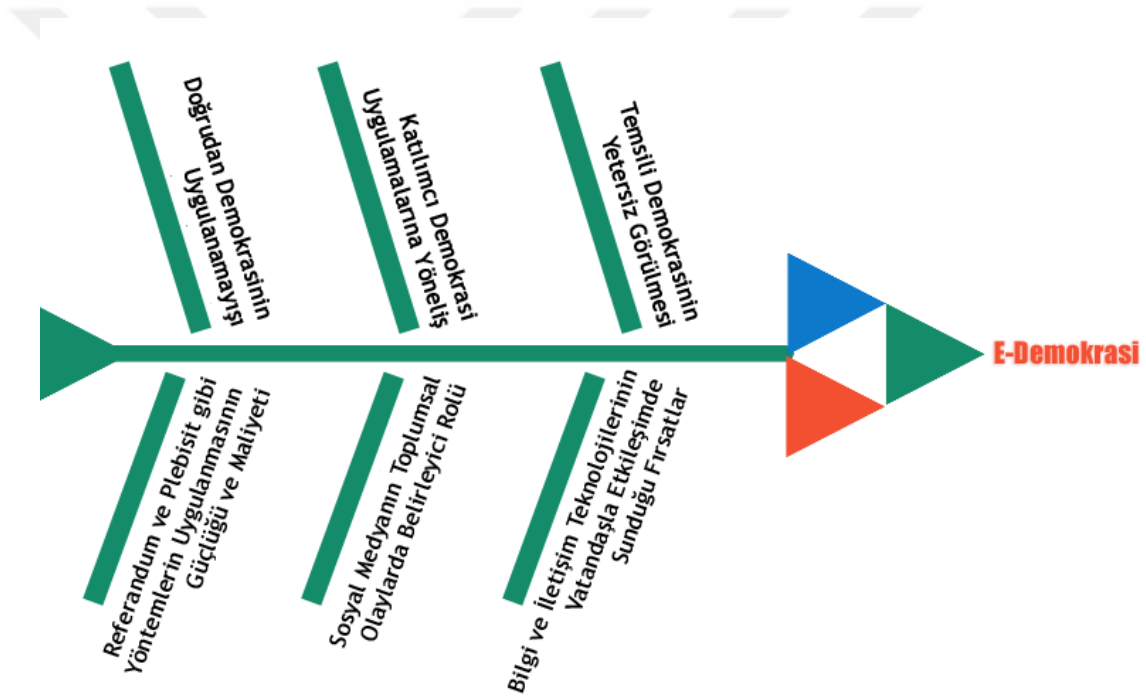 Doğrudan Demokrasinin
Uygulanamayışı
Katılımcı Demokrasi
Uygulamalarına Yöneliş
Temsili Demokrasinin
Yetersiz Görülmesi
E-Demokrasi
Referandum ve Plebisit gibi
Yöntemlerin Uygulanmasının
Güçlüğü ve Maliyeti
Sosyal Medyanın Toplumsal
Olaylarda Belirleyici Rolü
Bilgi ve İletişim Teknolojilerinin
Vatandaşla Etkileşimde
Sunduğu Fırsatlar